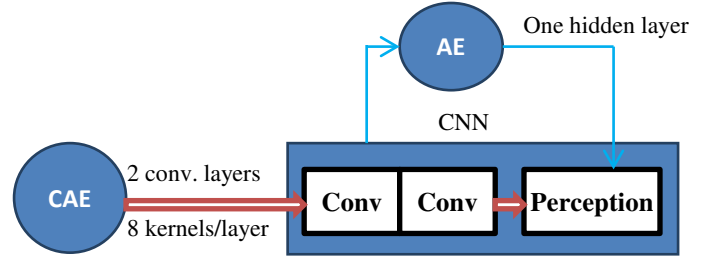 AE
One hidden layer
CNN
CAE
2 conv. layers
8 kernels/layer
Conv
Conv
Perception